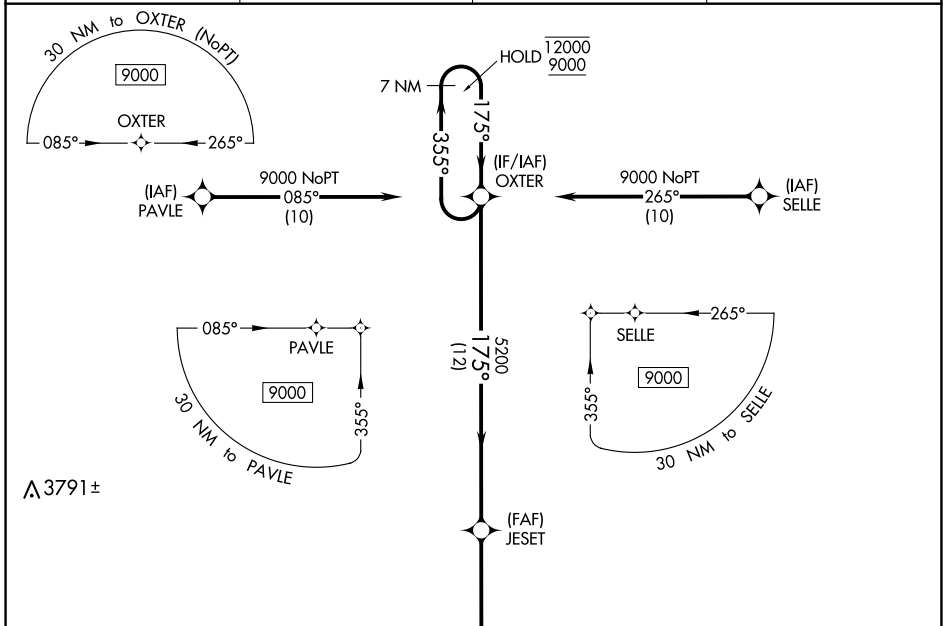 30 NM to OXTER (NoPT)
9000
OXTER
085°
265°
HOLD 12000
9000
7 NM
175°
355°
(IF/IAF)
OXTER
(IAF)
PAVLE
9000 NoPT
085°
(10)
9000 NoPT
265°
(10)
(IAF)
SELLE
085°
PAVLE
9000
355°
30 NM to PAVLE
5200
175°
(12)
265°
SELLE
9000
355°
30 NM to SELLE
3791±
(FAF)
JESET